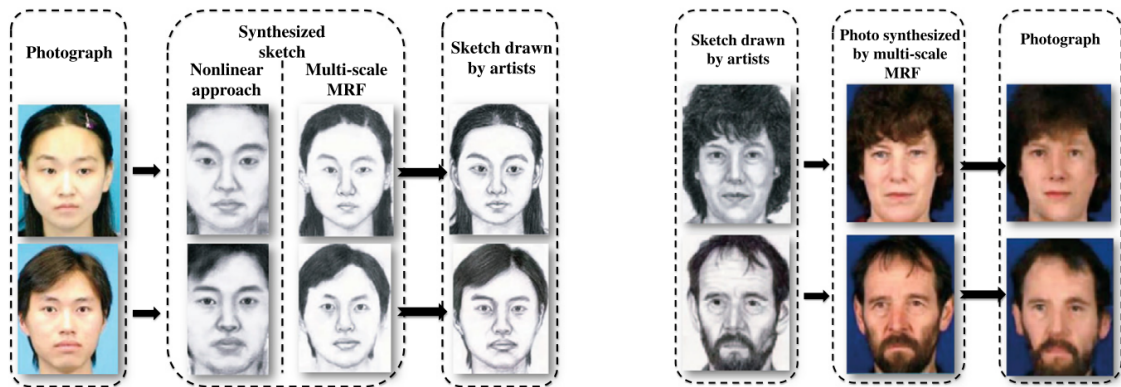 Photograph
Synthesized
sketch
Nonlinear
approach
Multi-scale
MRF
Sketch drawn
by artists
Sketch drawn
by artists
Photo synthesized
by multi-scale
MRF
Photograph